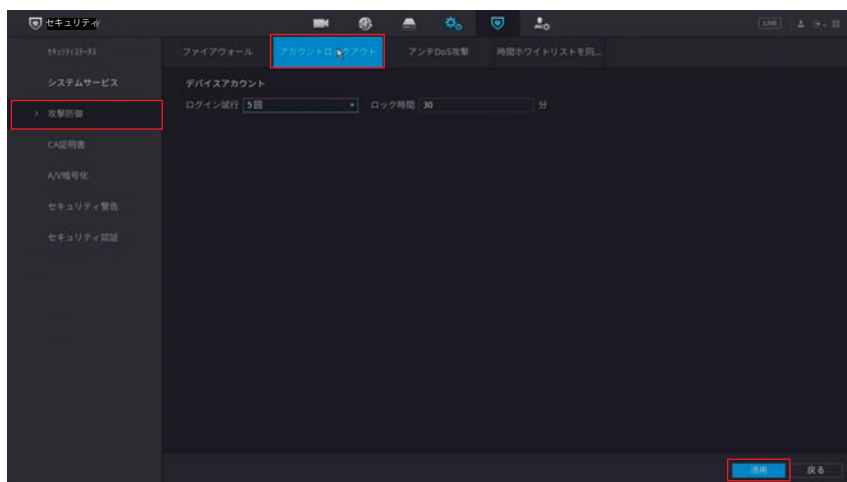 セキュリティ
LIVE
セキュリティステータス
ファイアウォール アカウントロックアウト アンチDoS攻撃 時間ホワイトリストを同...
システムサービス
デバイスアカウント
ログイン試行 5回 ロック時間 30 分
攻撃防御
CA証明書
A/V暗号化
セキュリティ警告
セキュリティ認証
適用 戻る